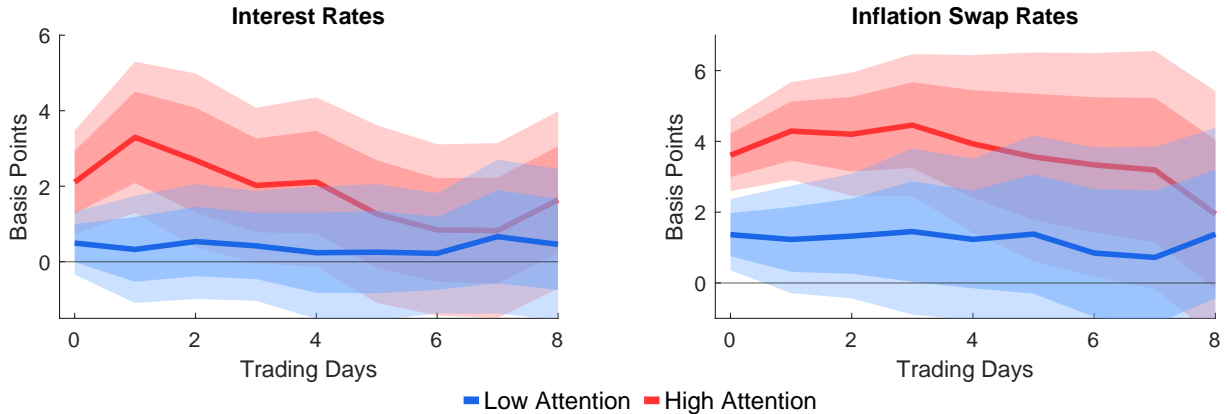 Interest Rates
Basis Points
6
4
2
0
0 2 4 6 8
Trading Days
Inflation Swap Rates
Basis Points
6
4
2
0
0 2 4 6 8
Trading Days
Low Attention High Attention